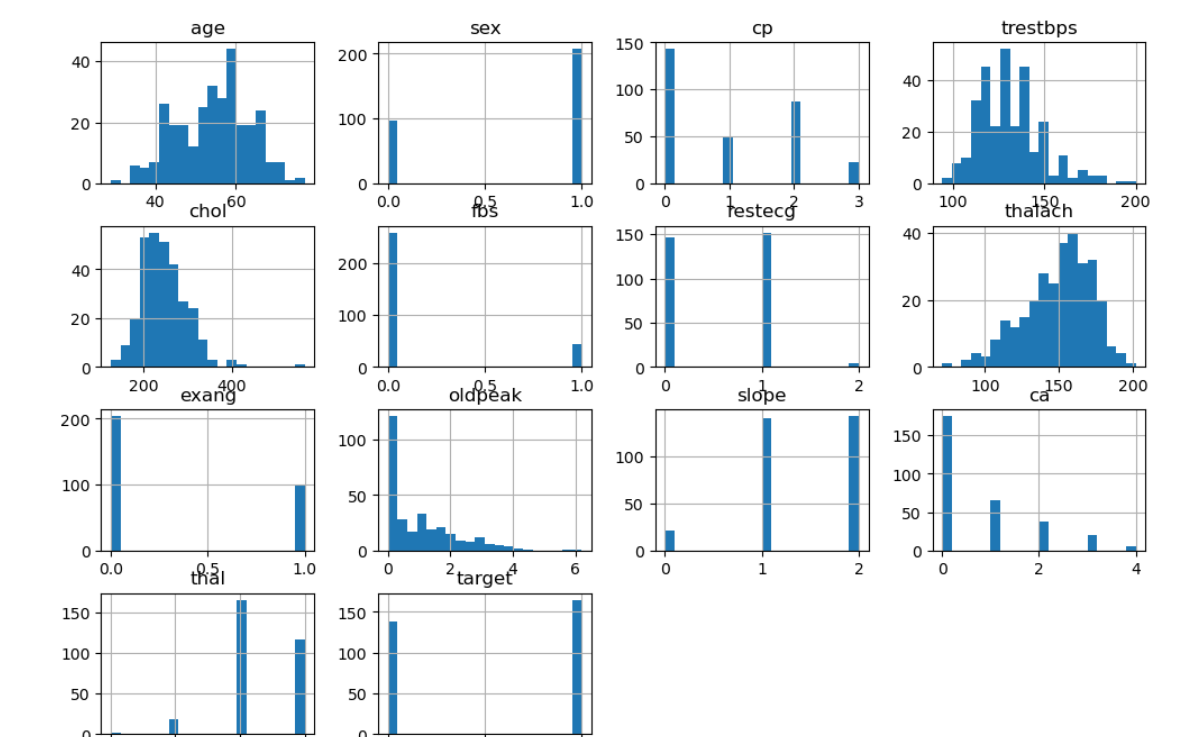 age sex cp trestbps
40 200 150 40
20 100 100 20
0 0 50 0
0
40 60 0.0 0.5 1.0 0 1 2 3 100 150 200
chol fbs restecg thalach
40 200 150 40
20 100 100 20
0 0 50 0
0
200 400 0.0 0.5 1.0 0 1 2 100 150 200
exang oldpeak slope ca
200 100 100 150
100 50 50 100
0 0 0 50
0
0.0 0.5 1.0 0 2 4 6 0 1 2 0 2 4
thal target
150 150
100 100
50 50
0 0